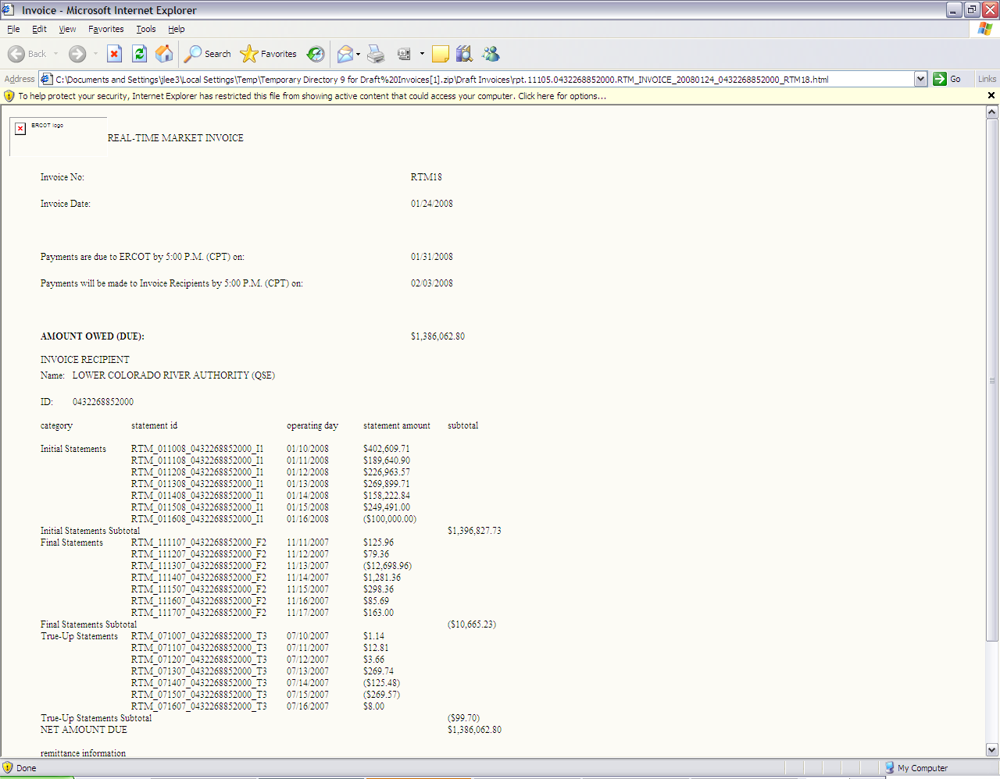 Invoice - Microsoft Internet Explorer
File Edit View Favorites Tools Help
Back Search Favorites
Address C:\Documents and Settings\jlee3\Local Settings\Temp\Temporary Directory 9 for Draft%20Invoices[1].zip\Draft Invoices\rpt.11105.0432268852000.RTM_INVOICE_20080124_0432268852000_RTM18.html Go Links
To help protect your security, Internet Explorer has restricted this file from showing active content that could access your computer. Click here for options...
ERCOT logo
REAL-TIME MARKET INVOICE
Invoice No: RTM18
Invoice Date: 01/24/2008
Payments are due to ERCOT by 5:00 P.M. (CPT) on: 01/31/2008
Payments will be made to Invoice Recipients by 5:00 P.M. (CPT) on: 02/03/2008
AMOUNT OWED (DUE): $1,386,062.80
INVOICE RECIPIENT
Name: LOWER COLORADO RIVER AUTHORITY (QSE)
ID: 0432268852000
category statement id operating day statement amount subtotal
Initial Statements RTM_011008_0432268852000_I1 01/10/2008 $402,609.71
RTM_011108_0432268852000_I1 01/11/2008 $189,640.90
RTM_011208_0432268852000_I1 01/12/2008 $226,963.57
RTM_011308_0432268852000_I1 01/13/2008 $269,899.71
RTM_011408_0432268852000_I1 01/14/2008 $158,222.84
RTM_011508_0432268852000_I1 01/15/2008 $249,491.00
RTM_011608_0432268852000_I1 01/16/2008 ($100,000.00)
Initial Statements Subtotal $1,396,827.73
Final Statements RTM_111107_0432268852000_F2 11/11/2007 $125.96
RTM_111207_0432268852000_F2 11/12/2007 $79.36
RTM_111307_0432268852000_F2 11/13/2007 ($12,698.96)
RTM_111407_0432268852000_F2 11/14/2007 $1,281.36
RTM_111507_0432268852000_F2 11/15/2007 $298.36
RTM_111607_0432268852000_F2 11/16/2007 $85.69
RTM_111707_0432268852000_F2 11/17/2007 $163.00
Final Statements Subtotal ($10,665.23)
True-Up Statements RTM_071007_0432268852000_T3 07/10/2007 $1.14
RTM_071107_0432268852000_T3 07/11/2007 $12.81
RTM_071207_0432268852000_T3 07/12/2007 $3.66
RTM_071307_0432268852000_T3 07/13/2007 $269.74
RTM_071407_0432268852000_T3 07/14/2007 ($125.48)
RTM_071507_0432268852000_T3 07/15/2007 ($269.57)
RTM_071607_0432268852000_T3 07/16/2007 $8.00
True-Up Statements Subtotal ($99.70)
NET AMOUNT DUE $1,386,062.80
remittance information
Done My Computer